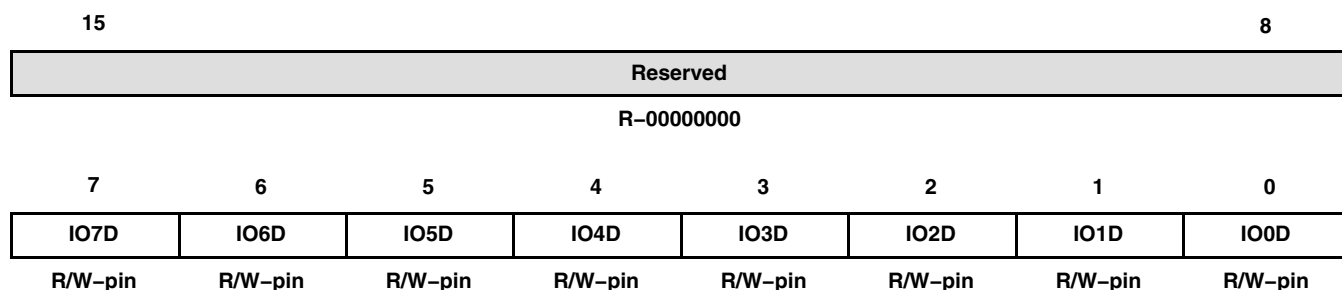 15 8
Reserved
R−00000000
7 6 5 4 3 2 1 0
IO7D IO6D IO5D IO4D IO3D IO2D IO1D IO0D
R/W−pin R/W−pin R/W−pin R/W−pin R/W−pin R/W−pin R/W−pin R/W−pin